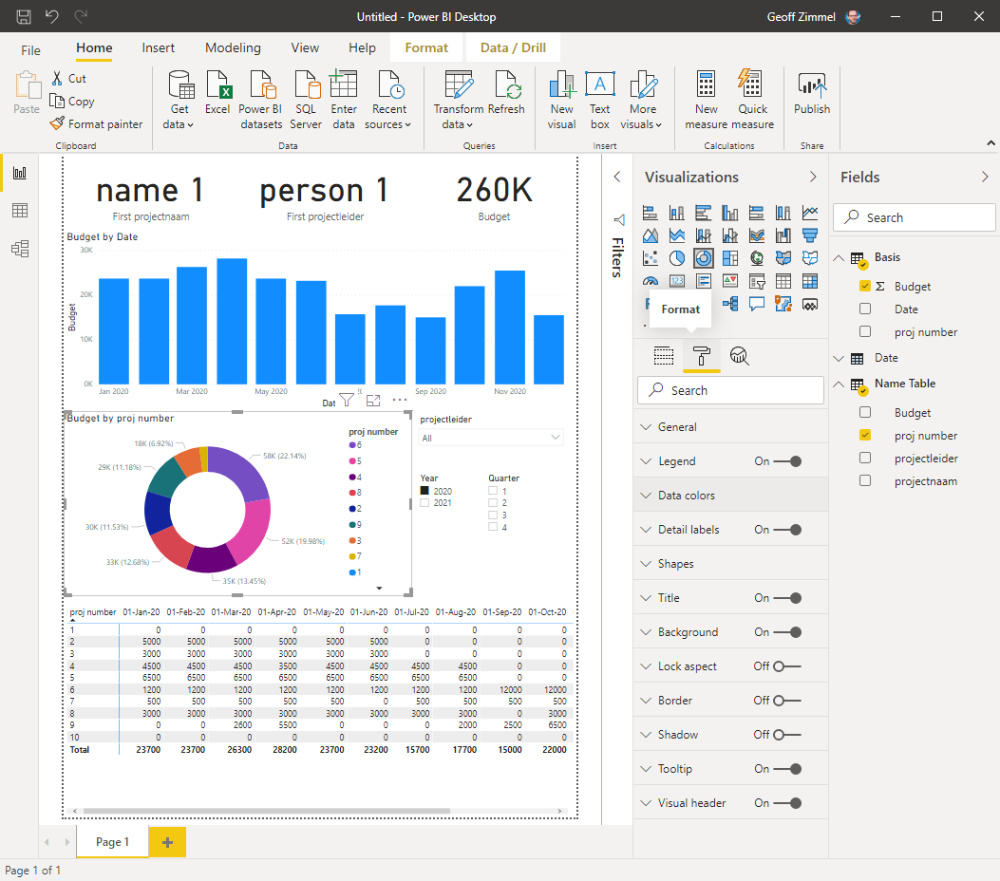 Untitled - Power BI Desktop
Geoff Zimmel
File Home Insert Modeling View Help Format Data / Drill
Paste
Cut
Copy
Format painter
Clipboard
Get data
Excel
Power BI datasets
SQL Server
Enter data
Recent sources
Data
Transform data
Refresh
Queries
New visual
Text box
More visuals
Insert
New measure
Quick measure
Calculations
Publish
Share
name 1
First projectnaam
person 1
First projectleider
260K
Budget
Budget by Date
Budget
30K
20K
10K
0K
Jan 2020 Mar 2020 May 2020 Sep 2020 Nov 2020
Dat
Budget by proj number
18K (6.92%)
58K (22.14%)
29K (11.18%)
30K (11.53%)
52K (19.98%)
33K (12.68%)
35K (13.45%)
proj number
6
5
4
8
2
9
3
7
1
projectleider
All
Year
2020
2021
Quarter
1
2
3
4
proj number 01-Jan-20 01-Feb-20 01-Mar-20 01-Apr-20 01-May-20 01-Jun-20 01-Jul-20 01-Aug-20 01-Sep-20 01-Oct-20
1 0 0 0 0 0 0 0 0 0 0
2 5000 5000 5000 5000 5000 5000 0 0 0 0
3 3000 3000 3000 3000 3000 3000 0 0 0 0
4 4500 4500 4500 3500 4500 4500 4500 4500 0 0
5 6500 6500 6500 6500 6500 6500 6500 6500 0 0
6 1200 1200 1200 1200 1200 1200 1200 1200 12000 12000
7 500 500 500 500 500 0 500 500 500 500
8 3000 3000 3000 3000 3000 3000 3000 3000 0 3000
9 0 0 2600 5500 0 0 0 2000 2500 6500
10 0 0 0 0 0 0 0 0 0 0
Total 23700 23700 26300 28200 23700 23200 15700 17700 15000 22000
Filters
Visualizations
123
Format
Search
General
Legend On
Data colors
Detail labels On
Shapes
Title On
Background On
Lock aspect Off
Border Off
Shadow Off
Tooltip On
Visual header On
Fields
Search
Basis
Σ Budget
Date
proj number
Date
Name Table
Budget
proj number
projectleider
projectnaam
Page 1
Page 1 of 1